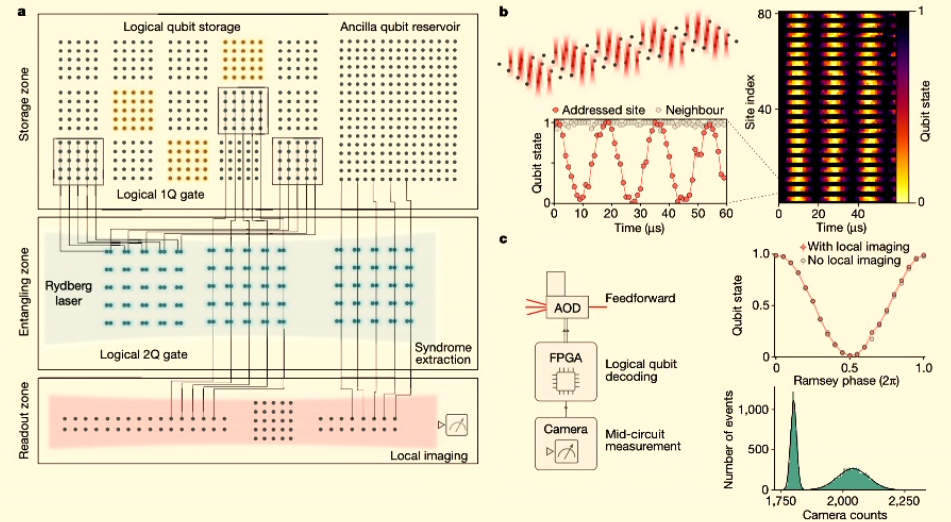 a
Logical qubit storage
Ancilla qubit reservoir
Storage zone
Logical 1Q gate
Entangling zone
Rydberg
laser
Logical 2Q gate
Syndrome
extraction
Readout zone
Local imaging
b
Addressed site
Neighbour
Qubit state
1
0
0 10 20 30 40 50 60
Time (µs)
Site index
80
40
0
0 20 40
Time (µs)
1
0
Qubit state
c
AOD
Feedforward
FPGA
Logical qubit
decoding
Camera
Mid-circuit
measurement
With local imaging
No local imaging
Qubit state
1.0
0.5
0
0 0.5 1.0
Ramsey phase (2π)
Number of events
1,000
500
0
1,750 2,000 2,250
Camera counts